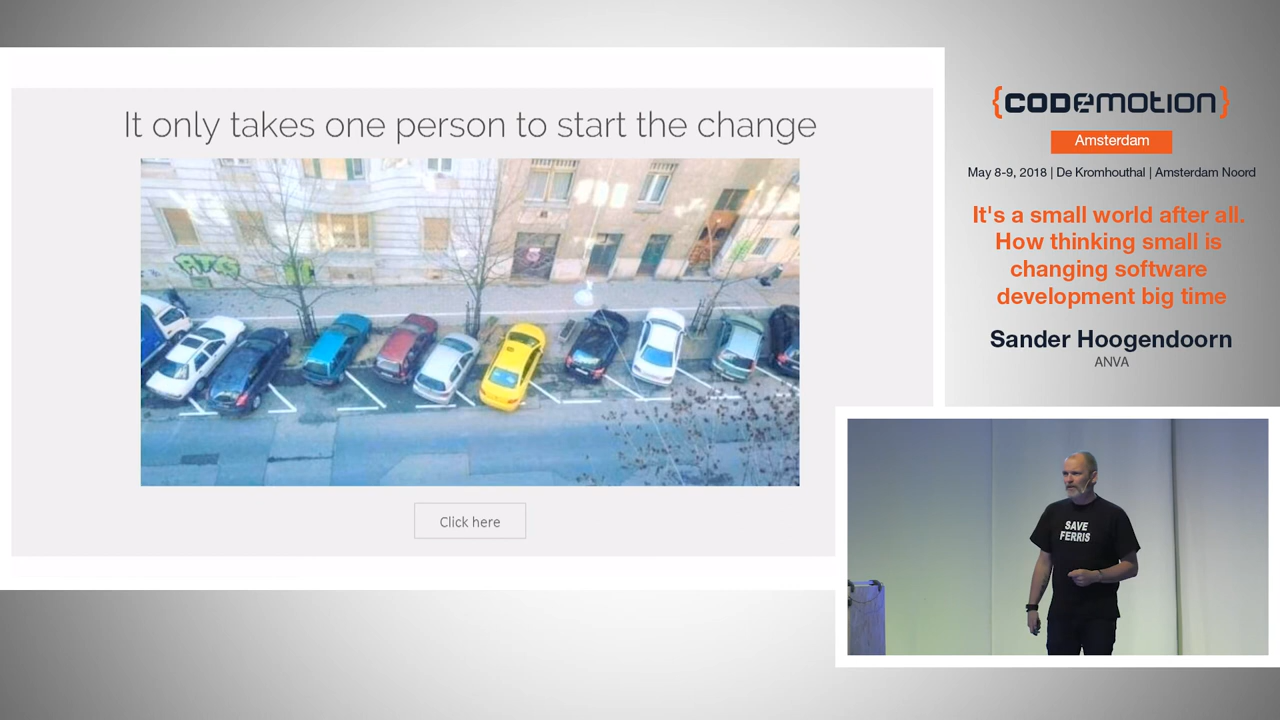 It only takes one person to start the change
Click here
{CODEMOTION}
Amsterdam
May 8-9, 2018 | De Kromhouthal | Amsterdam Noord
It's a small world after all.
How thinking small is
changing software
development big time
Sander Hoogendoorn
ANVA
SAVE
FERRIS